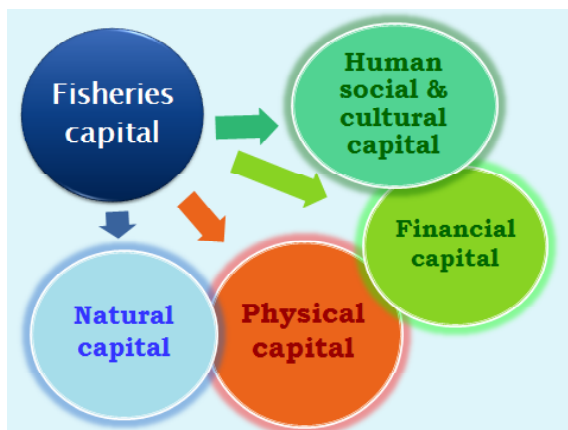 Fisheries
capital
Human
social &
cultural
capital
Financial
capital
Physical
capital
Natural
capital